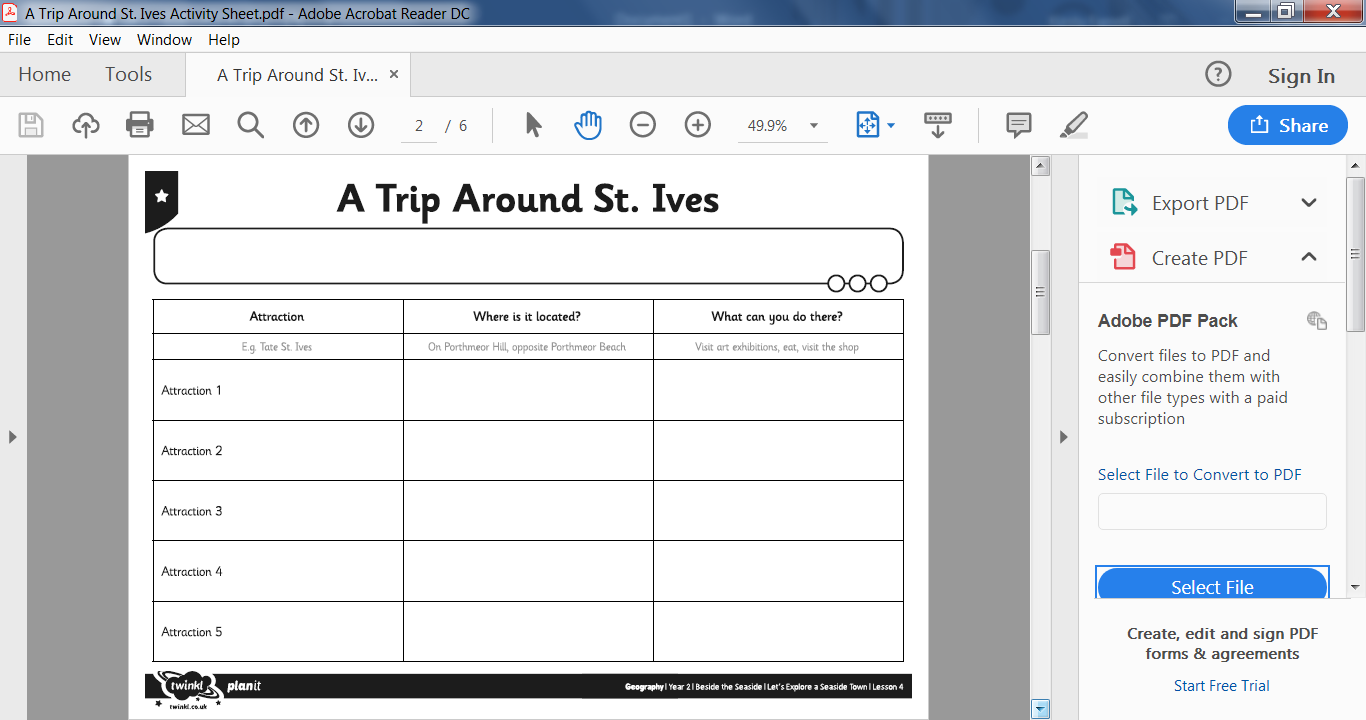 A Trip Around St. Ives Activity Sheet.pdf - Adobe Acrobat Reader DC
File Edit View Window Help
Home Tools A Trip Around St. Iv... × ? Sign In
2 / 6 49.9% Share
A Trip Around St. Ives
Attraction Where is it located? What can you do there?
E.g. Tate St. Ives On Porthmeor Hill, opposite Porthmeor Beach Visit art exhibitions, eat, visit the shop
Attraction 1
Attraction 2
Attraction 3
Attraction 4
Attraction 5
twinkl planit Geography | Year 2 | Beside the Seaside | Let's Explore a Seaside Town | Lesson 4
twinkl.co.uk
Export PDF
Create PDF
Adobe PDF Pack
Convert files to PDF and
easily combine them with
other file types with a paid
subscription
Select File to Convert to PDF
Select File
Create, edit and sign PDF
forms & agreements
Start Free Trial